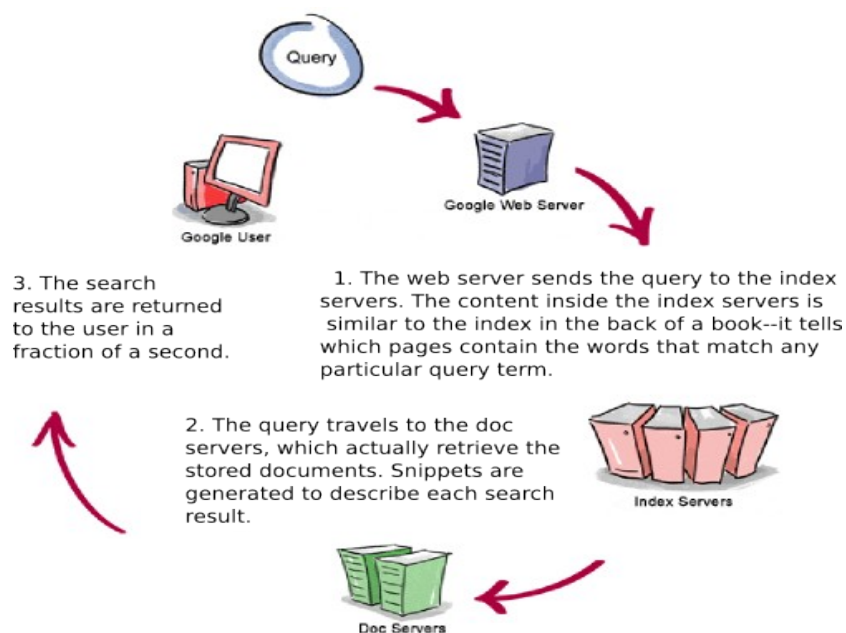 Query
Google Web Server
Google User
1. The web server sends the query to the index
servers. The content inside the index servers is
similar to the index in the back of a book--it tells
which pages contain the words that match any
particular query term.
Index Servers
2. The query travels to the doc
servers, which actually retrieve the
stored documents. Snippets are
generated to describe each search
result.
Doc Servers
3. The search
results are returned
to the user in a
fraction of a second.